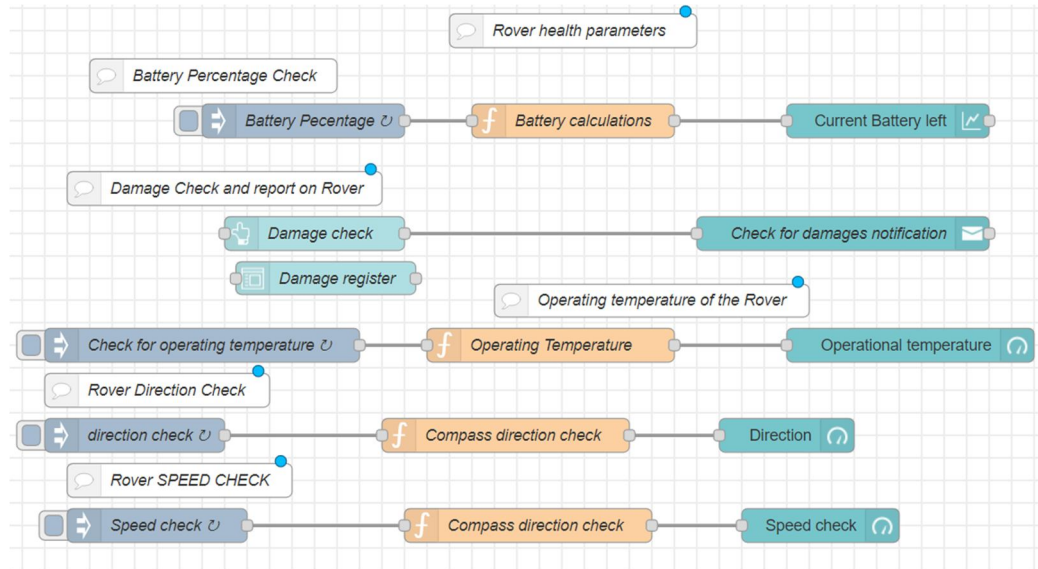 Rover health parameters
Battery Percentage Check
Battery Pecentage ↻
Battery calculations
Current Battery left
Damage Check and report on Rover
Damage check
Check for damages notification
Damage register
Operating temperature of the Rover
Check for operating temperature ↻
Operating Temperature
Operational temperature
Rover Direction Check
direction check ↻
Compass direction check
Direction
Rover SPEED CHECK
Speed check ↻
Compass direction check
Speed check